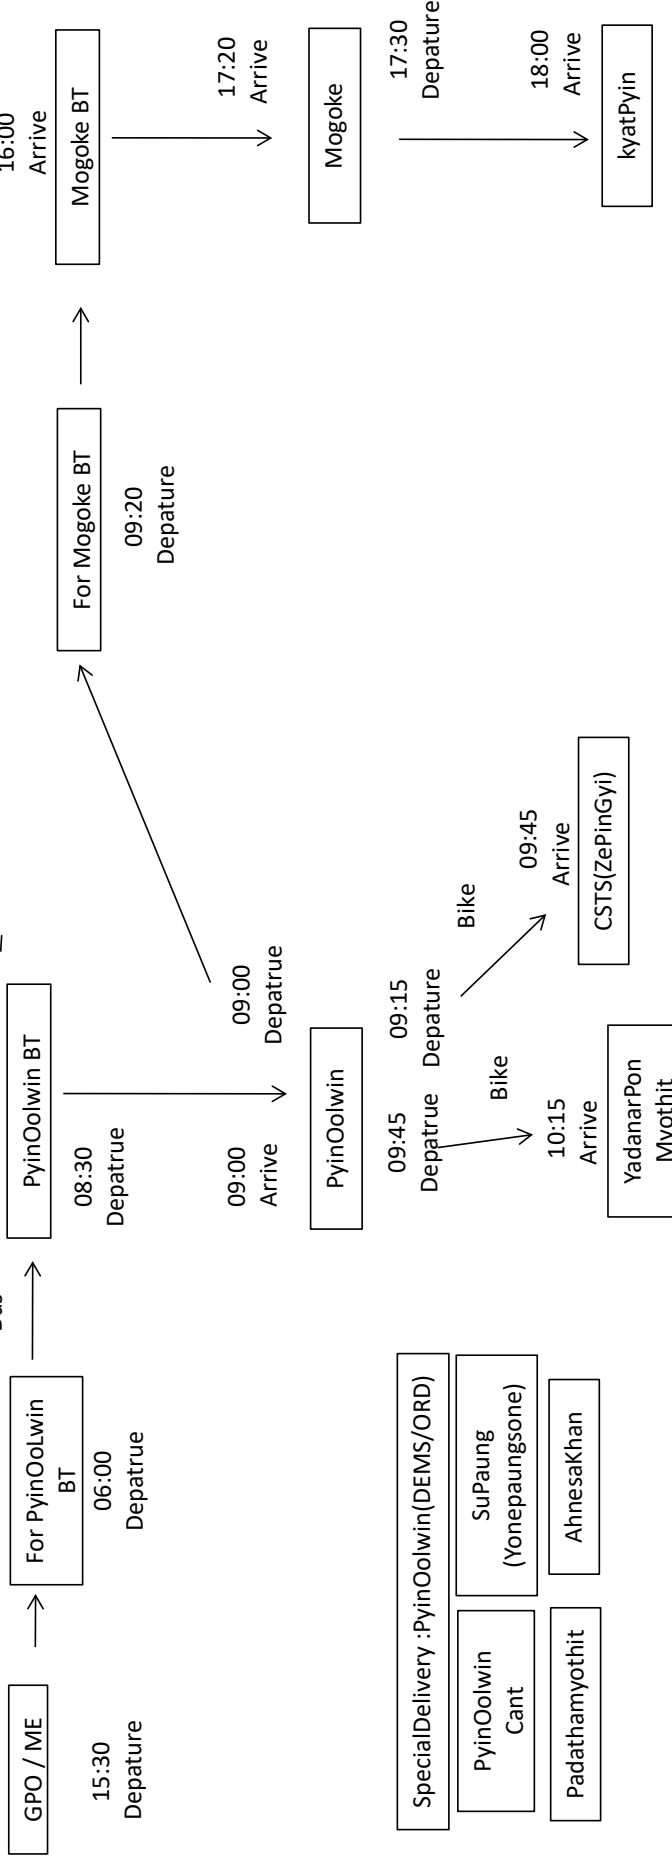 16:00
Arrive
GPO / ME
For PyinOoLwin
BT
PyinOolwin BT
For Mogoke BT
Mogoke BT
15:30
Depature
06:00
Depatrue
08:30
Depatrue
09:20
Depature
09:00
Arrive
09:00
Depatrue
17:20
Arrive
PyinOolwin
Mogoke
09:45
Depatrue
09:15
Depature
17:30
Depature
Bike
Bike
SpecialDelivery :PyinOolwin(DEMS/ORD)
PyinOolwin
Cant
SuPaung
(Yonepaungsone)
Padathamyothit
AhnesaKhan
10:15
Arrive
09:45
Arrive
18:00
Arrive
YadanarPon
Myothit
CSTS(ZePinGyi)
kyatPyin